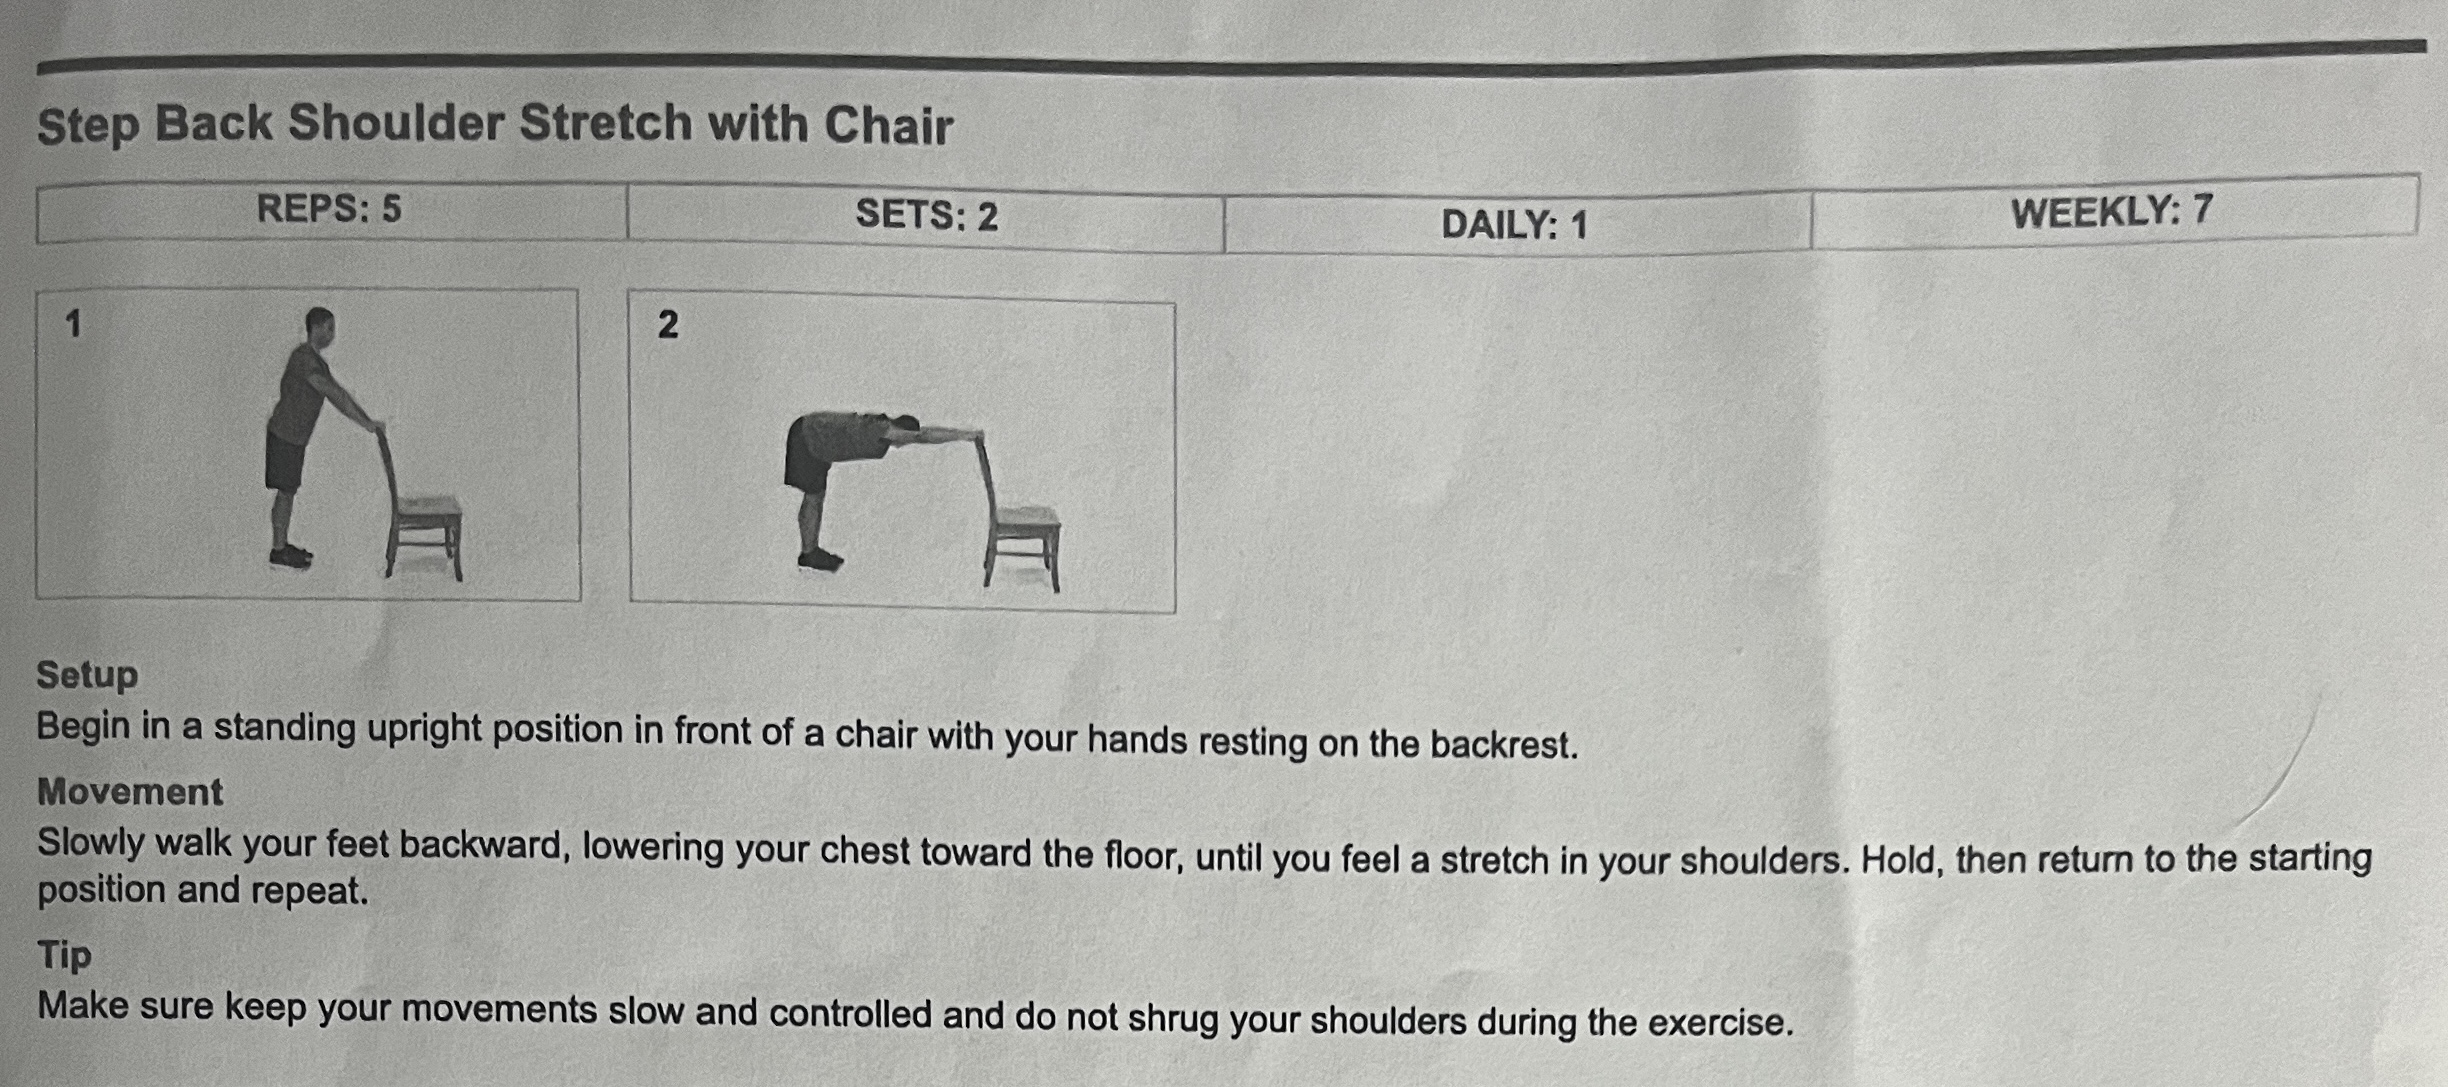 Step Back Shoulder Stretch with Chair
REPS: 5 SETS: 2 DAILY: 1 WEEKLY: 7
1 2
Setup
Begin in a standing upright position in front of a chair with your hands resting on the backrest.
Movement
Slowly walk your feet backward, lowering your chest toward the floor, until you feel a stretch in your shoulders. Hold, then return to the starting
position and repeat.
Tip
Make sure keep your movements slow and controlled and do not shrug your shoulders during the exercise.